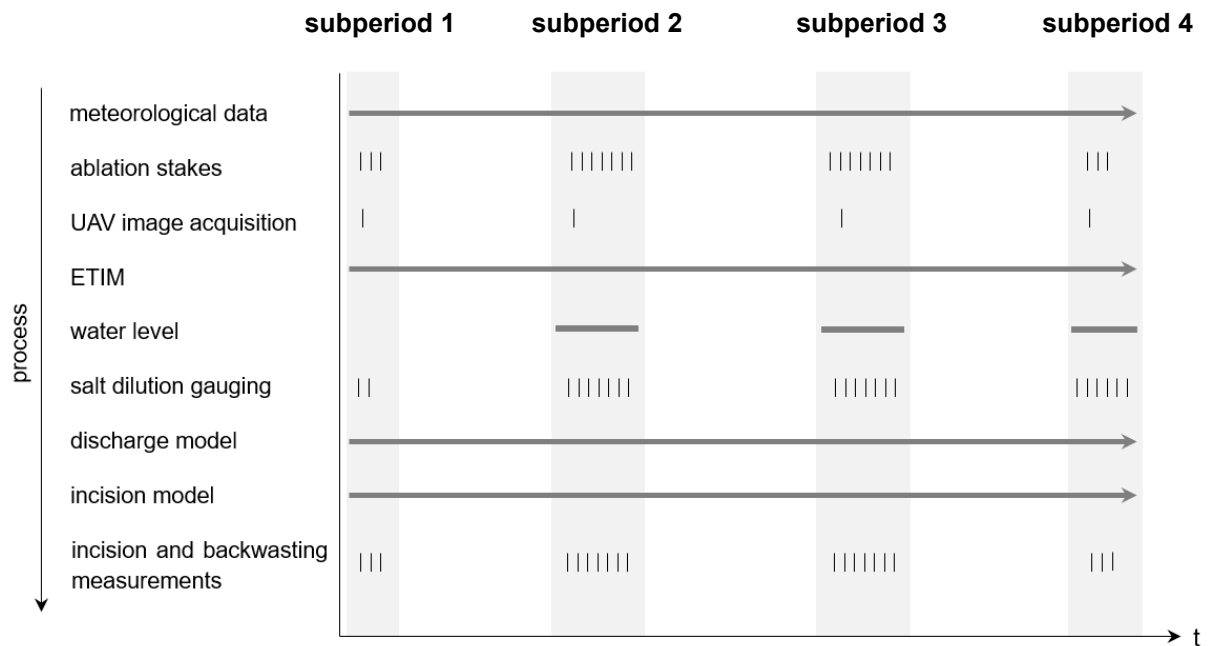 subperiod 1 subperiod 2 subperiod 3 subperiod 4
process
meteorological data
ablation stakes
UAV image acquisition
ETIM
water level
salt dilution gauging
discharge model
incision model
incision and backwasting
measurements
t